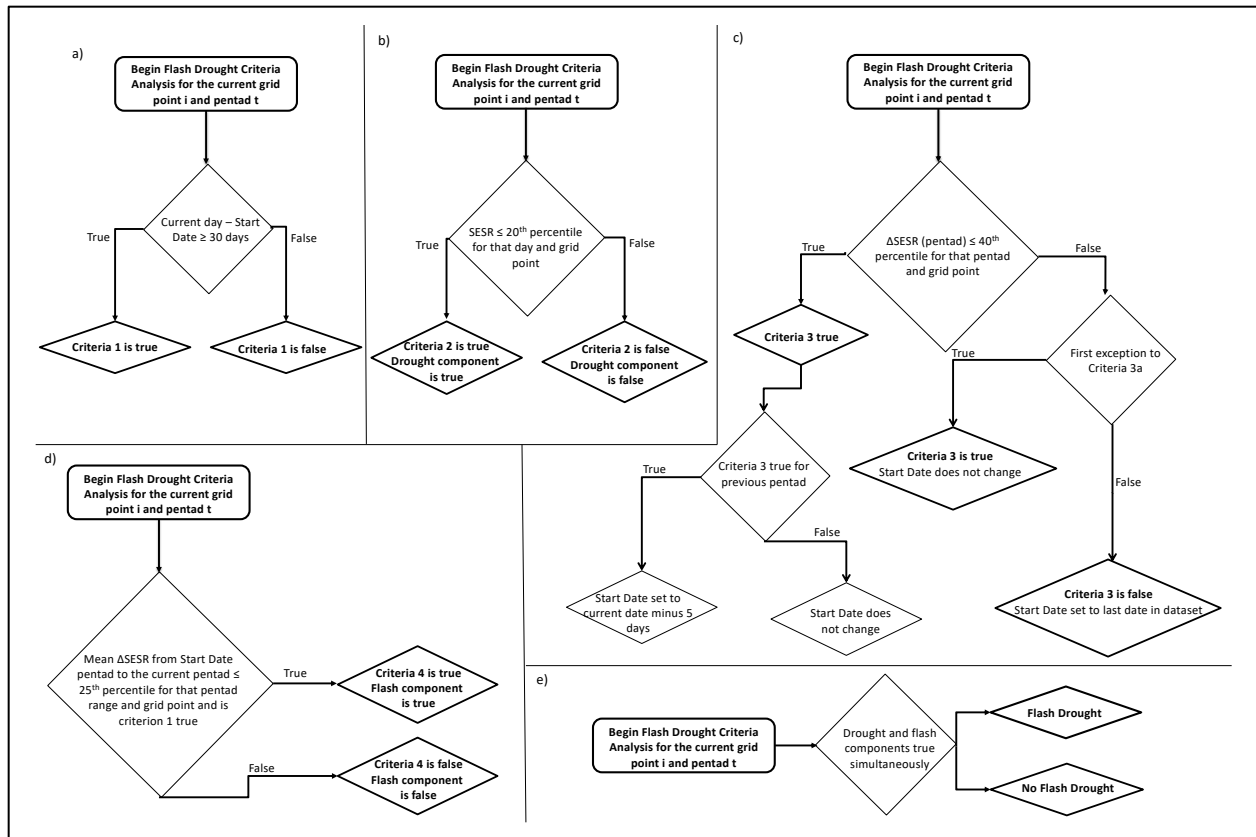 a)
Begin Flash Drought Criteria
Analysis for the current grid
point i and pentad t
Current day – Start
Date ≥ 30 days
True
False
Criteria 1 is true
Criteria 1 is false
b)
Begin Flash Drought Criteria
Analysis for the current grid
point i and pentad t
SESR ≤ 20th percentile
for that day and grid
point
True
False
Criteria 2 is true
Drought component
is true
Criteria 2 is false
Drought component
is false
c)
Begin Flash Drought Criteria
Analysis for the current grid
point i and pentad t
ΔSESR (pentad) ≤ 40th
percentile for that pentad
and grid point
True
False
Criteria 3 true
First exception to
Criteria 3a
True
Criteria 3 is true
Start Date does not change
False
Criteria 3 true for
previous pentad
True
False
Start Date set to
current date minus 5
days
Start Date does
not change
Criteria 3 is false
Start Date set to last date in dataset
d)
Begin Flash Drought Criteria
Analysis for the current grid
point i and pentad t
Mean ΔSESR from Start Date
pentad to the current pentad ≤
25th percentile for that pentad
range and grid point and is
criterion 1 true
True
Criteria 4 is true
Flash component
is true
False
Criteria 4 is false
Flash component
is false
e)
Begin Flash Drought Criteria
Analysis for the current grid
point i and pentad t
Drought and flash
components true
simultaneously
Flash Drought
No Flash Drought